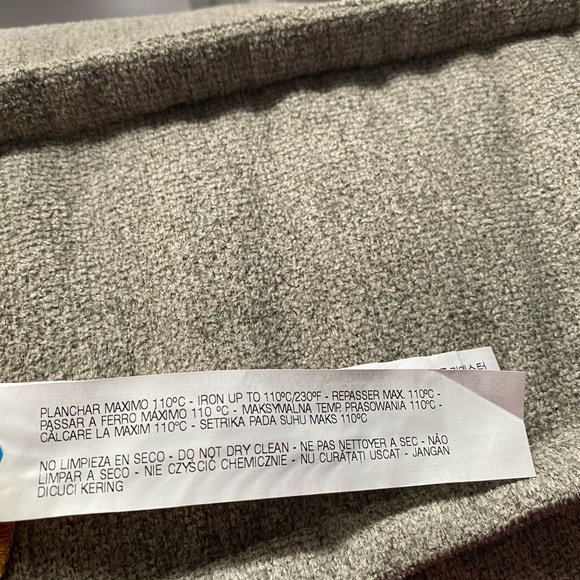 PLANCHAR MAXIMO 110ºC - IRON UP TO 110ºC/230ºF - REPASSER MAX. 110ºC -
PASSAR A FERRO MÁXIMO 110 ºC - MAKSYMALNA TEMP. PRASOWANIA 110ºC -
CĂLCARE LA MAXIM 110ºC - SETRIKA PADA SUHU MAKS 110ºC
NO LIMPIEZA EN SECO - DO NOT DRY CLEAN - NE PAS NETTOYER A SEC - NÃO
LIMPAR A SECO - NIE CZYŚCIĆ CHEMICZNIE - NU CURĂȚAȚI USCAT - JANGAN
DICUCI KERING